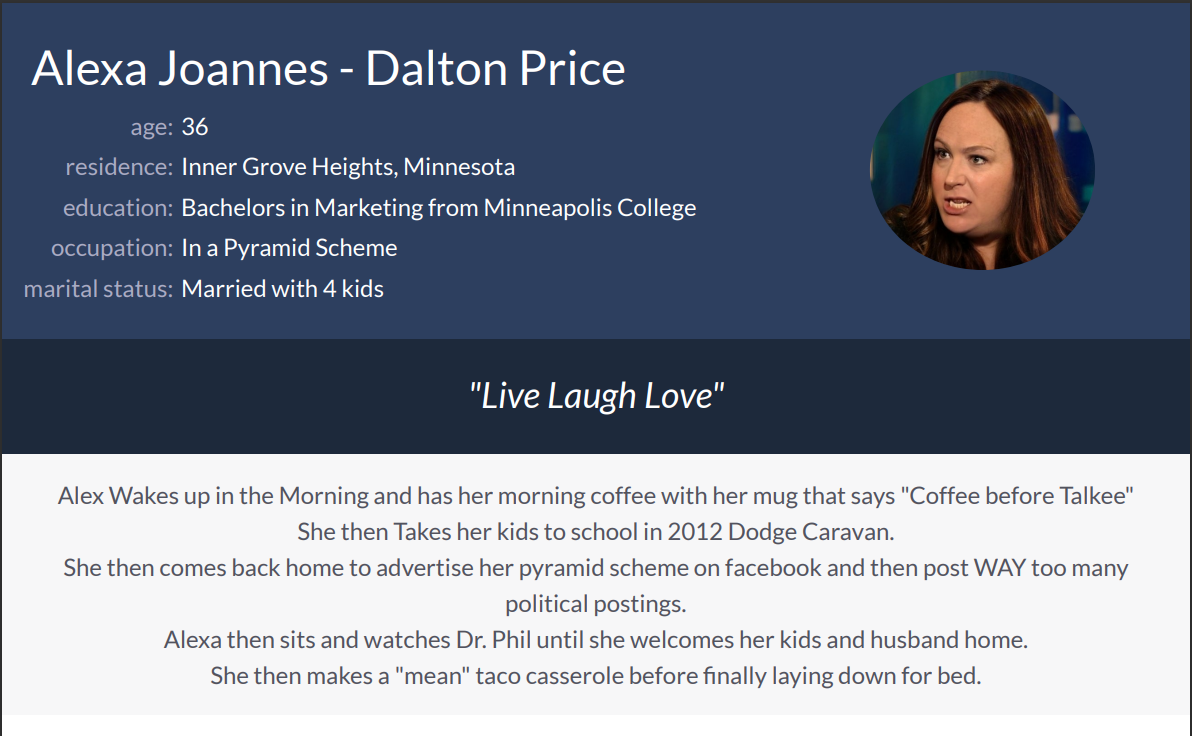 Alexa Joannes - Dalton Price
age: 36
residence: Inner Grove Heights, Minnesota
education: Bachelors in Marketing from Minneapolis College
occupation: In a Pyramid Scheme
marital status: Married with 4 kids
"Live Laugh Love"
Alex Wakes up in the Morning and has her morning coffee with her mug that says "Coffee before Talkee"
She then Takes her kids to school in 2012 Dodge Caravan.
She then comes back home to advertise her pyramid scheme on facebook and then post WAY too many
political postings.
Alexa then sits and watches Dr. Phil until she welcomes her kids and husband home.
She then makes a "mean" taco casserole before finally laying down for bed.